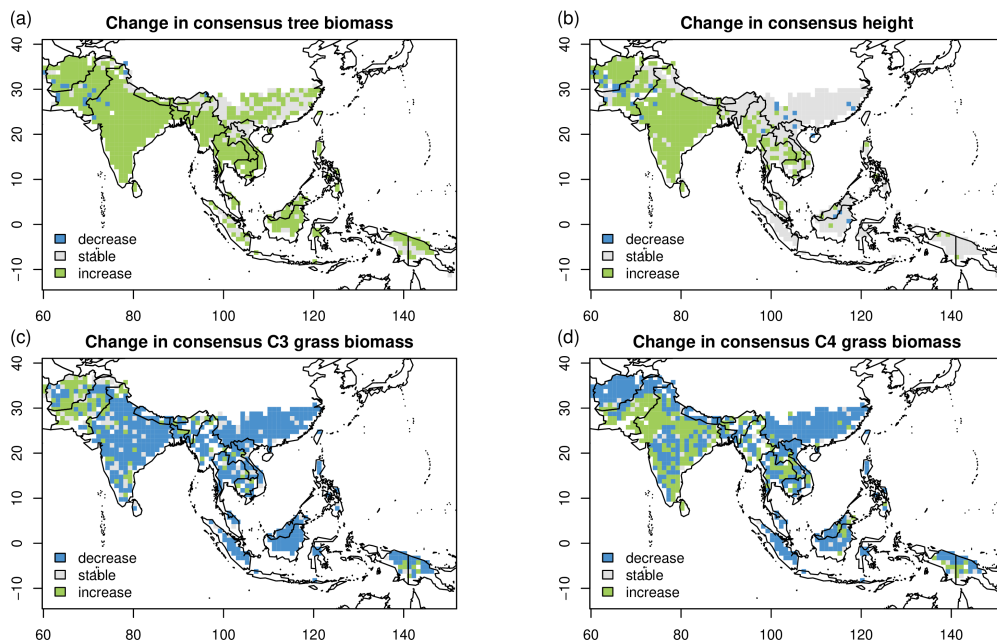 (a)
Change in consensus tree biomass
40
30
20
10
0
−10
decrease
stable
increase
60
80
100
120
140
(b)
Change in consensus height
40
30
20
10
0
−10
decrease
stable
increase
60
80
100
120
140
(c)
Change in consensus C3 grass biomass
40
30
20
10
0
−10
decrease
stable
increase
60
80
100
120
140
(d)
Change in consensus C4 grass biomass
40
30
20
10
0
−10
decrease
stable
increase
60
80
100
120
140